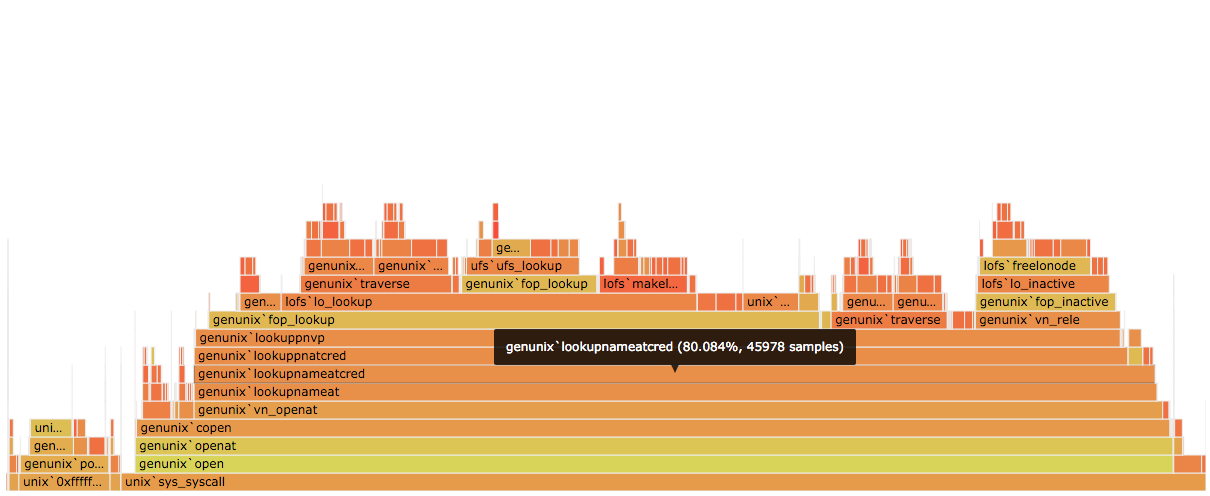 ge...
genunix... genunix`... ufs`ufs_lookup lofs`freelonode
genunix`traverse genunix`fop_lookup lofs`makel... lofs`lo_inactive
gen... lofs`lo_lookup unix`... genu... genu... genunix`fop_inactive
genunix`fop_lookup genunix`traverse genunix`vn_rele
genunix`lookuppnvp
genunix`lookupnameatcred (80.084%, 45978 samples)
genunix`lookuppnatcred
genunix`lookupnameatcred
genunix`lookupnameat
genunix`vn_openat
uni... genunix`copen
gen... genunix`openat
genunix`po... genunix`open
unix`0xfffff... unix`sys_syscall